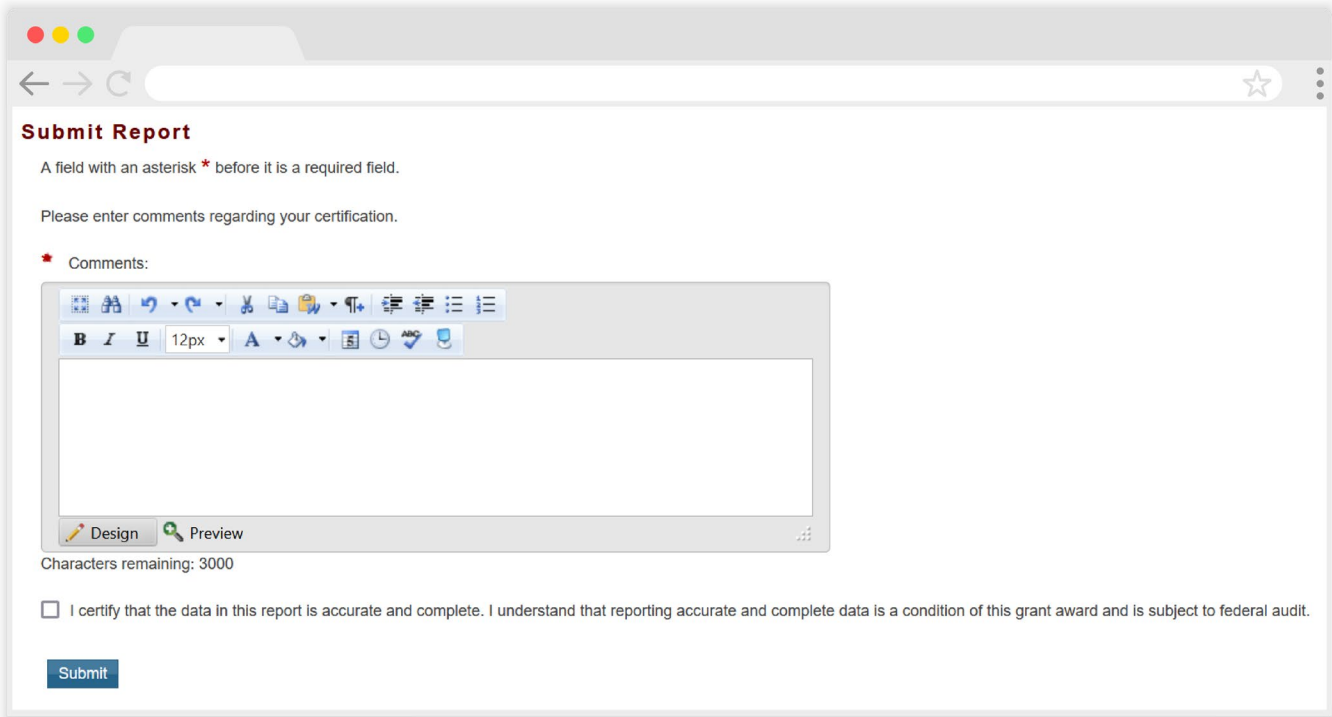 Submit Report
A field with an asterisk * before it is a required field.
Please enter comments regarding your certification.
* Comments:
B I U 12px A 5 ABC
Design Preview
Characters remaining: 3000
I certify that the data in this report is accurate and complete. I understand that reporting accurate and complete data is a condition of this grant award and is subject to federal audit.
Submit